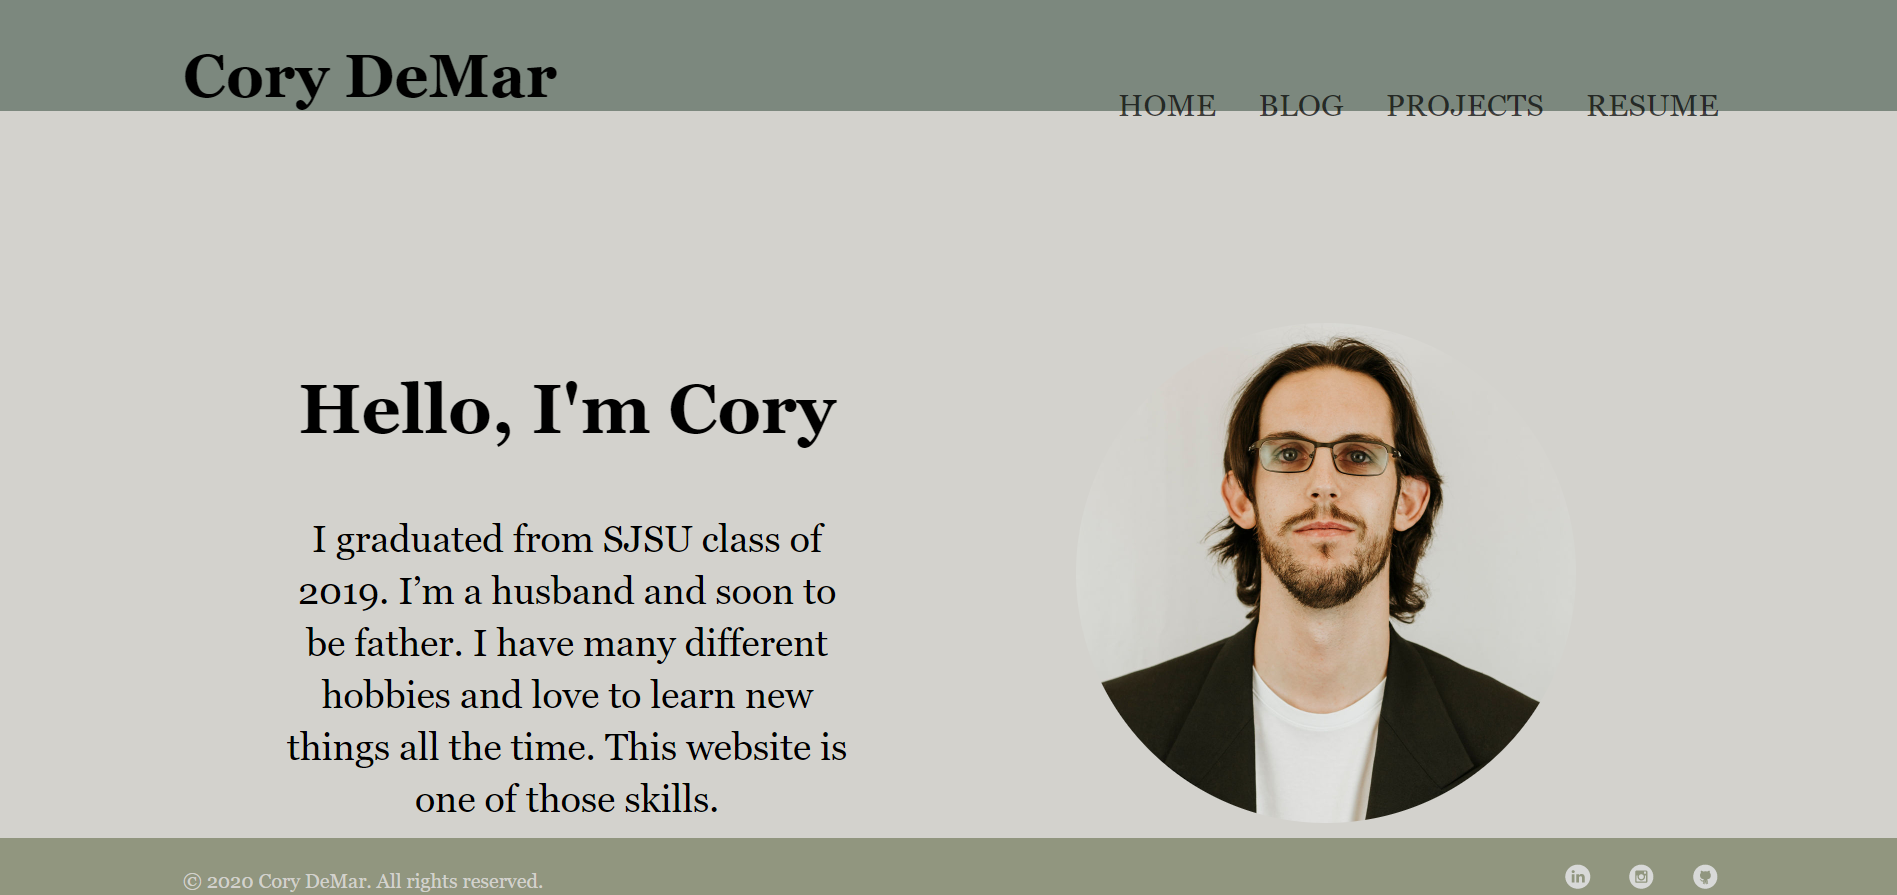 Cory DeMar
HOME BLOG PROJECTS RESUME
Hello, I'm Cory
I graduated from SJSU class of
2019. I’m a husband and soon to
be father. I have many different
hobbies and love to learn new
things all the time. This website is
one of those skills.
© 2020 Cory DeMar. All rights reserved.
in